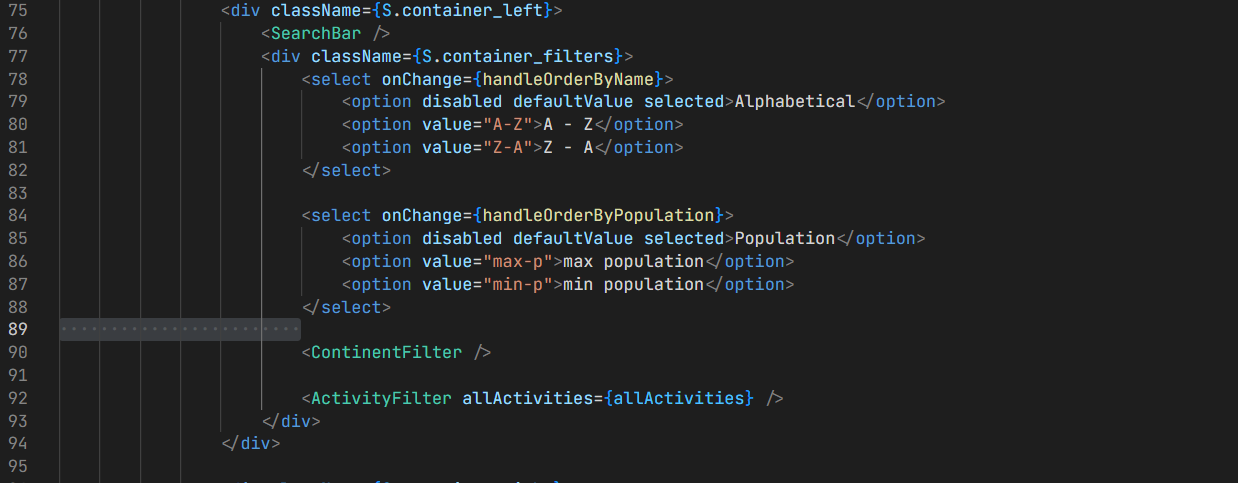 75 <div className={S.container_left}>
76 <SearchBar />
77 <div className={S.container_filters}>
78 <select onChange={handleOrderByName}>
79 <option disabled defaultValue selected>Alphabetical</option>
80 <option value="A-Z">A - Z</option>
81 <option value="Z-A">Z - A</option>
82 </select>
83
84 <select onChange={handleOrderByPopulation}>
85 <option disabled defaultValue selected>Population</option>
86 <option value="max-p">max population</option>
87 <option value="min-p">min population</option>
88 </select>
89
90 <ContinentFilter />
91
92 <ActivityFilter allActivities={allActivities} />
93 </div>
94 </div>
95